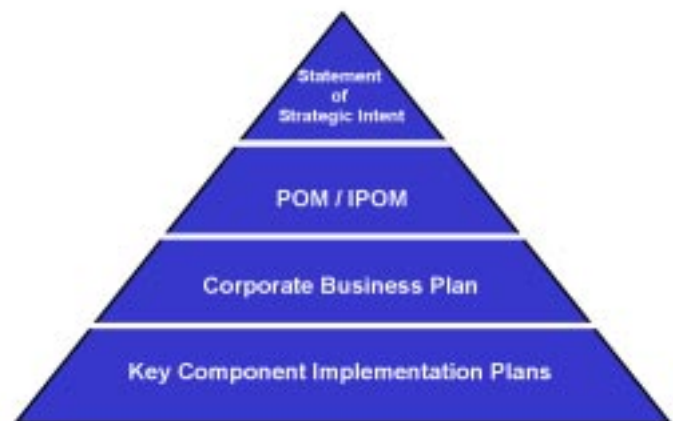 Statement
of
Strategic Intent
POM / IPOM
Corporate Business Plan
Key Component Implementation Plans